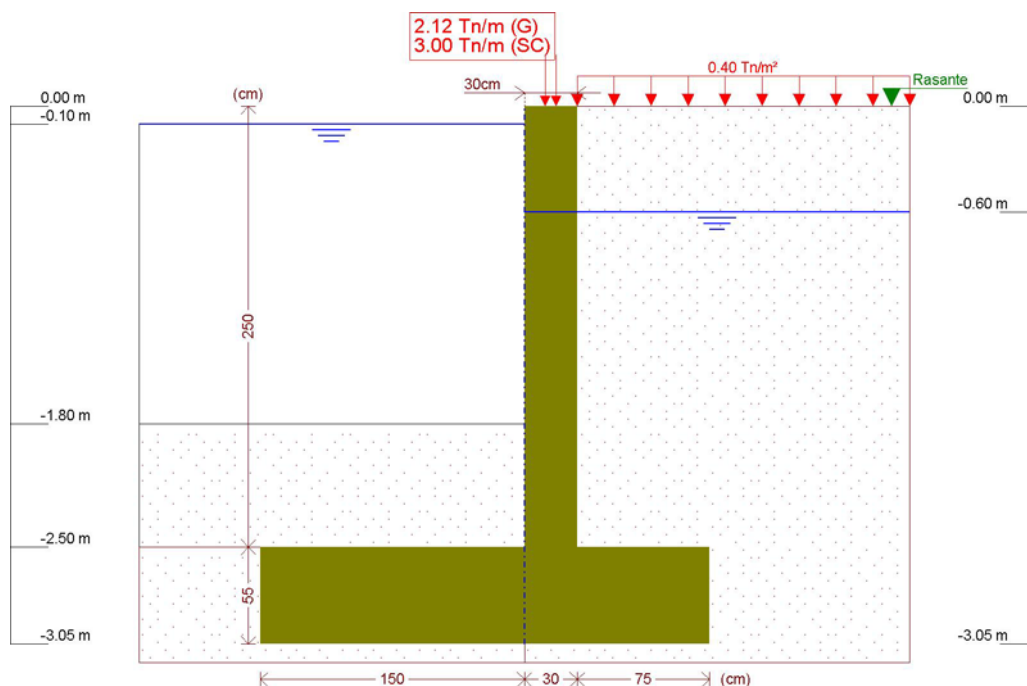 2.12 Tn/m (G)
3.00 Tn/m (SC)
0.40 Tn/m²
Rasante
30cm
(cm)
0.00 m
0.00 m
-0.10 m
-0.60 m
250
-1.80 m
-2.50 m
55
-3.05 m
-3.05 m
150
30
75
(cm)